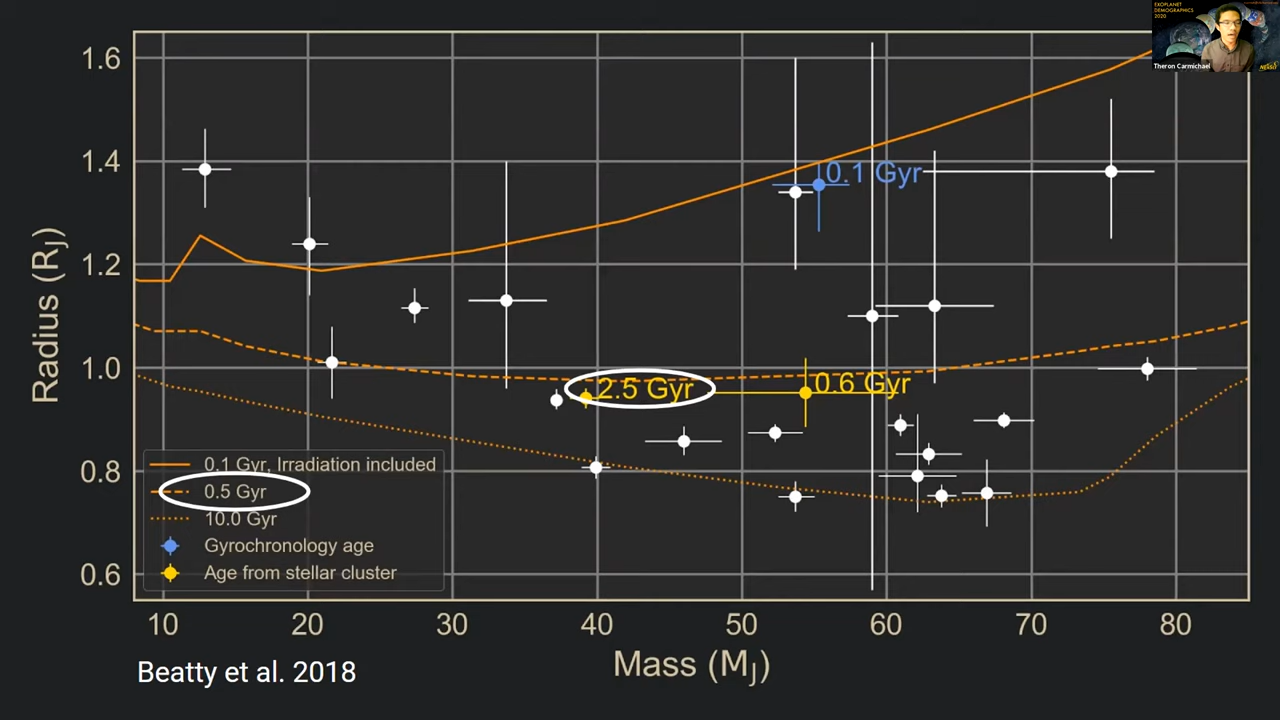 EXOPLANET
DEMOGRAPHICS
2020
Theron Carmichael
1.6
1.4
1.2
1.0
0.8
0.6
Radius (RJ)
0.1 Gyr
2.5 Gyr
0.6 Gyr
0.1 Gyr, Irradiation included
0.5 Gyr
10.0 Gyr
Gyrochronology age
Age from stellar cluster
10 20 30 40 50 60 70 80
Mass (MJ)
Beatty et al. 2018